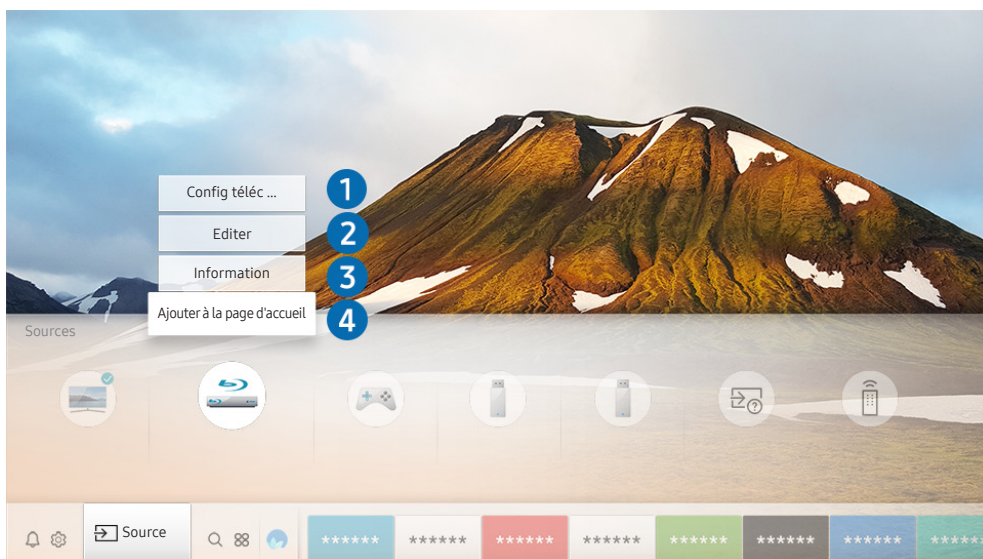 Config téléc ...
1
Editer
2
Information
3
Ajouter à la page d'accueil
4
Sources
?
Source
****** ****** ****** ****** ****** ****** ****** ******